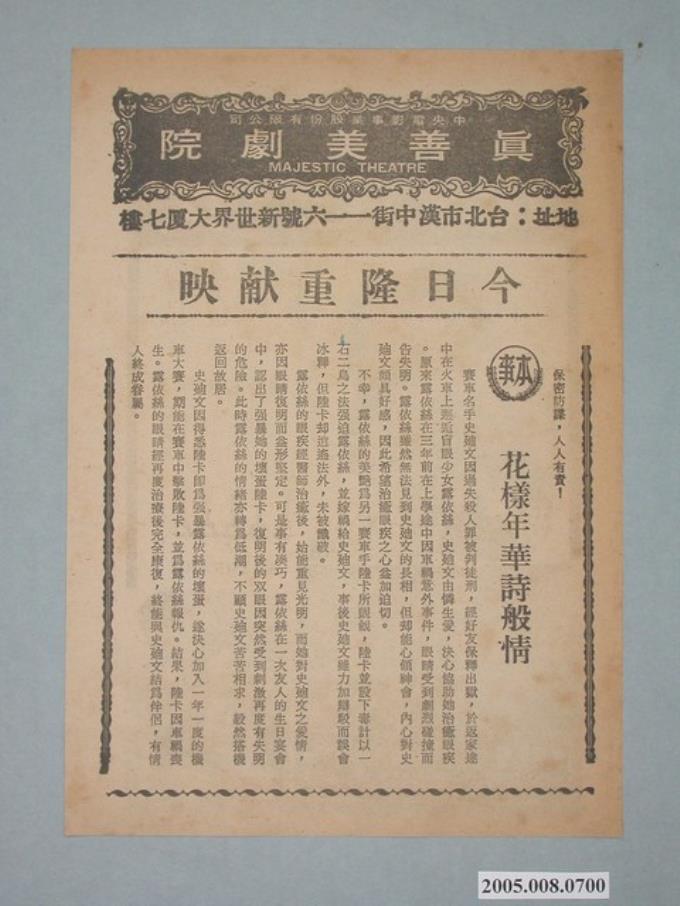 中央電影事業股份有限公司
真善美劇院
MAJESTIC THEATRE
地址：台北市漢中街一一六號新世界大厦七樓
今日隆重献映
保密防諜，人人有責！
本事
花樣年華詩般情
賽車名手史廸文因過失殺人罪被判徒刑，經好友保釋出獄，於返家途
中在火車上邂逅盲眼少女露依絲，史廸文由憐生愛，决心協助她治癒眼疾
。原來露依絲在三年前在上學途中因車禍意外事件，眼睛受到劇烈碰撞而
告失明。露依絲雖然無法見到史廸文的長相，但却能心領神會，內心對史
廸文頗具好感，因此希望治癒眼疾之心益加迫切。
不幸，露依絲的美艷爲另一賽車手陸卡所覬覦，陸卡並設下毒計以一
石二鳥之法强迫露依絲，並嫁禍給史廸文，事後史廸文雖力加辯駁而誤會
冰釋，但陸卡却逍遙法外，未被識破。
露依絲的眼疾經醫師治癒後，始能重見光明，而她對史廸文之愛情，
亦因眼睛復明而益形堅定。可是事有湊巧，露依絲在一次友人的生日宴會
中，認出了强暴她的壞蛋陸卡，復明後的双眼因突然受到刺激再度有失明
的危險。此時露依絲的情緒亦轉爲低潮，不顧史廸文苦苦相求，毅然搭機
返回故居。
史廸文因得悉陸卡卽爲强暴露依絲的壞蛋，遂决心加入一年一度的機
車大賽，期能在賽車中擊敗陸卡，並爲露依絲報仇。結果，陸卡因車禍喪
生。露依絲的眼睛經再度治療後完全康復，終能與史廸文結爲伴侶，有情
人終成眷屬。
2005.008.0700